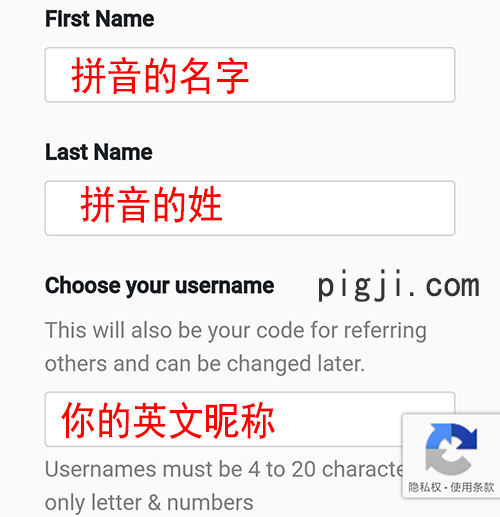 First Name
拼音的名字
Last Name
拼音的姓
Choose your username
pigji.com
This will also be your code for referring
others and can be changed later.
你的英文昵称
Usernames must be 4 to 20 characte
only letter & numbers
隐私权 - 使用条款